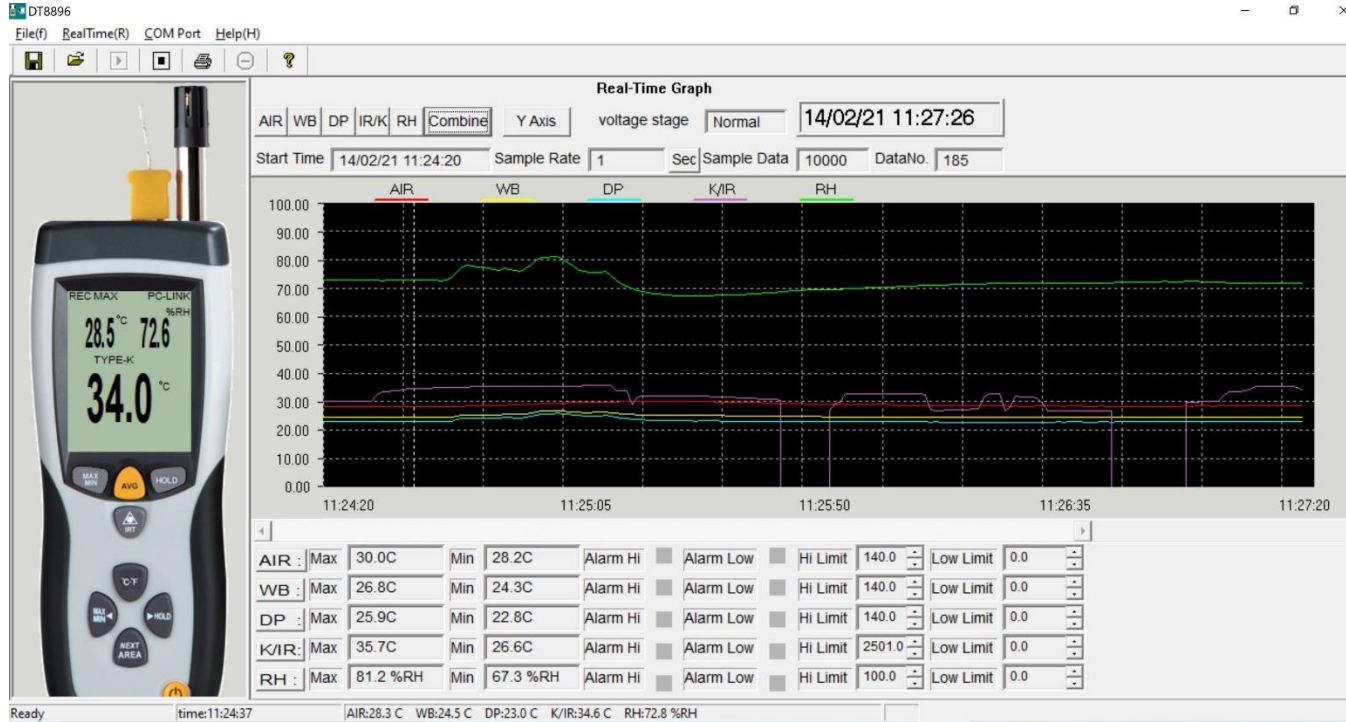 DT8896
File(f) RealTime(R) COM Port Help(H)
Real-Time Graph
AIR WB DP IR/K RH Combine Y Axis voltage stage Normal 14/02/21 11:27:26
Start Time 14/02/21 11:24:20 Sample Rate 1 Sec Sample Data 10000 DataNo. 185
AIR WB DP K/IR RH
100.00
90.00
80.00
70.00
60.00
50.00
40.00
30.00
20.00
10.00
0.00
11:24:20 11:25:05 11:25:50 11:26:35 11:27:20
REC MAX PC-LINK
28.5 °C 72.6 %RH
TYPE-K
34.0 °C
MAX MIN AVG HOLD
IRT
°C°F
MAX MIN ◄ ►HOLD
NEXT AREA
AIR : Max 30.0C Min 28.2C Alarm Hi Alarm Low Hi Limit 140.0 Low Limit 0.0
WB : Max 26.8C Min 24.3C Alarm Hi Alarm Low Hi Limit 140.0 Low Limit 0.0
DP : Max 25.9C Min 22.8C Alarm Hi Alarm Low Hi Limit 140.0 Low Limit 0.0
K/IR: Max 35.7C Min 26.6C Alarm Hi Alarm Low Hi Limit 2501.0 Low Limit 0.0
RH : Max 81.2 %RH Min 67.3 %RH Alarm Hi Alarm Low Hi Limit 100.0 Low Limit 0.0
Ready time:11:24:37 AIR:28.3 C WB:24.5 C DP:23.0 C K/IR:34.6 C RH:72.8 %RH